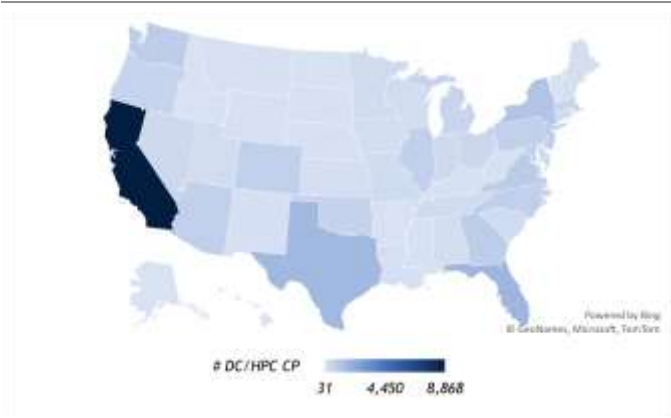 Powered by Bing
© GeoNames, Microsoft, TomTom
# DC/HPC CP
31 4,450 8,868